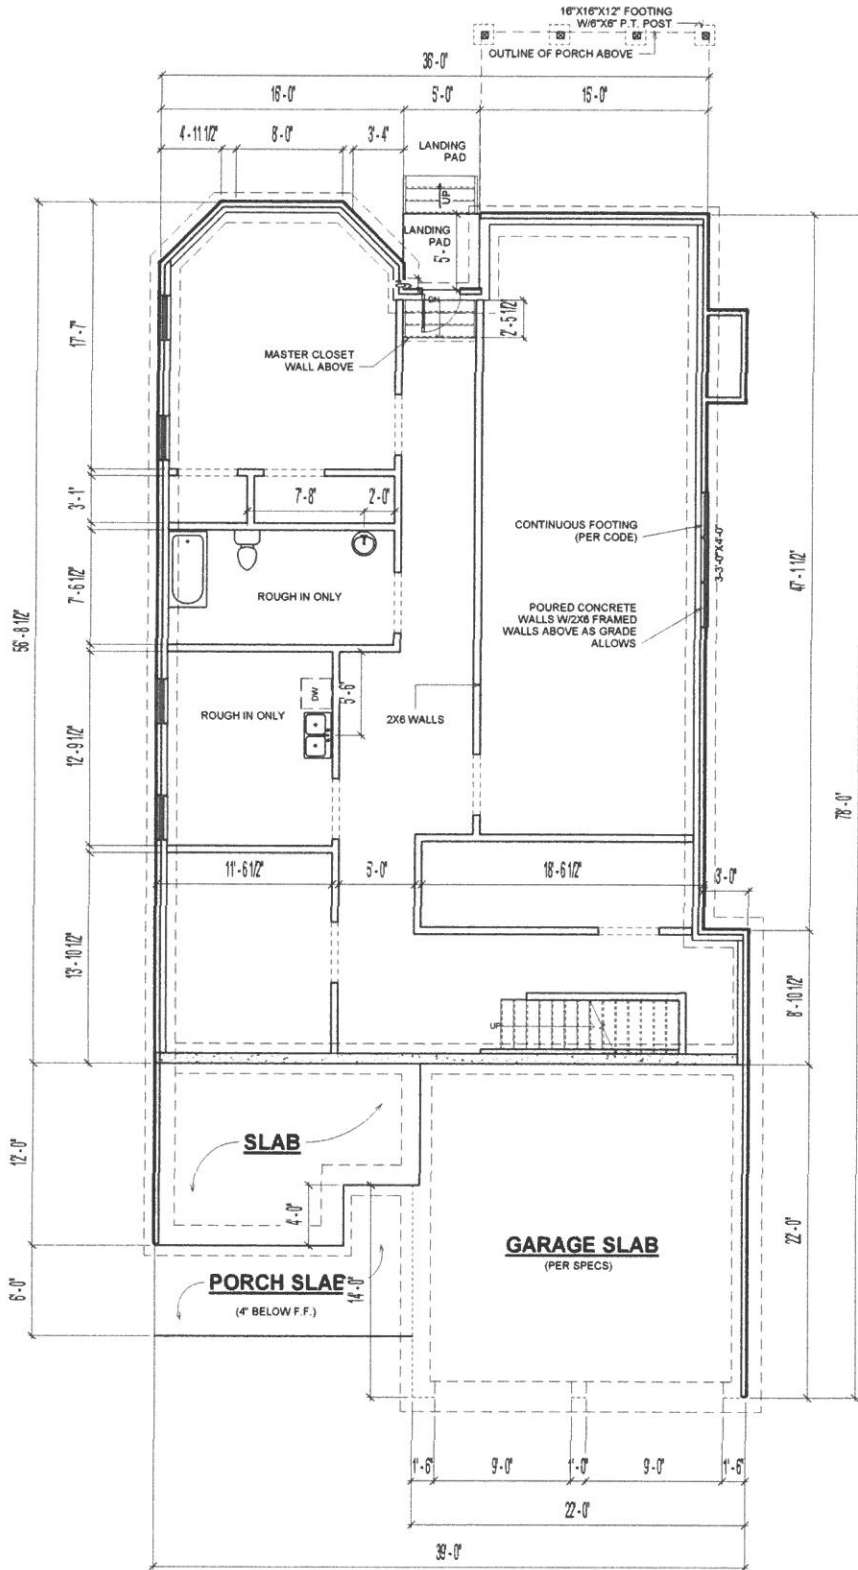 16"X16"X12" FOOTING
W/6"X6" P.T. POST
OUTLINE OF PORCH ABOVE
36'-0"
16'-0" 5'-0" 15'-0"
4'-11 1/2" 8'-0" 3'-4"
LANDING
PAD
UP
LANDING
PAD
5'-
DN
2'-5 1/2"
MASTER CLOSET
WALL ABOVE
17'-7"
3'-1"
7'-8" 2'-0"
CONTINUOUS FOOTING
(PER CODE)
3-3'-0"X4'-0"
47'-1 1/2"
7'-6 1/2"
ROUGH IN ONLY
POURED CONCRETE
WALLS W/2X6 FRAMED
WALLS ABOVE AS GRADE
ALLOWS
56'-8 1/2"
DW
5'-6"
ROUGH IN ONLY
2X6 WALLS
12'-9 1/2"
78'-0"
11'-6 1/2" 5'-0" 18'-6 1/2" 3'-0"
13'-10 1/2"
8'-10 1/2"
UP
12'-0"
SLAB
4'-0"
22'-0"
GARAGE SLAB
(PER SPECS)
6'-0"
PORCH SLAB
14'-0"
(4" BELOW F.F.)
1'-6" 9'-0" 1'-0" 9'-0" 1'-6"
22'-0"
39'-0"